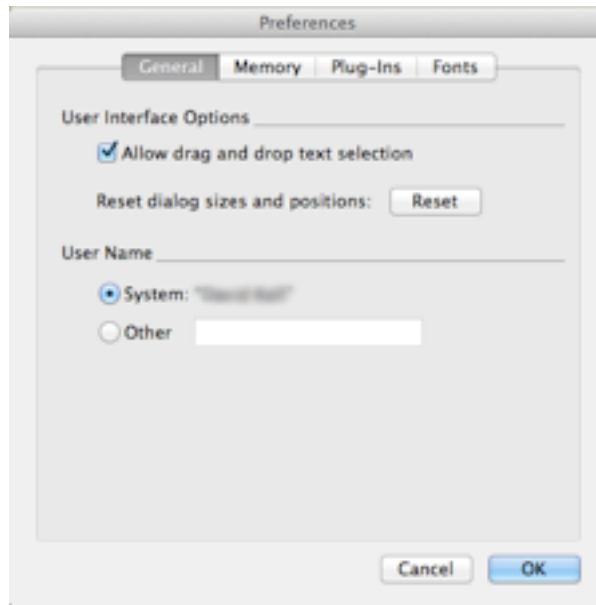 Preferences
General Memory Plug-Ins Fonts
User Interface Options
Allow drag and drop text selection
Reset dialog sizes and positions: Reset
User Name
System:
Other
Cancel OK